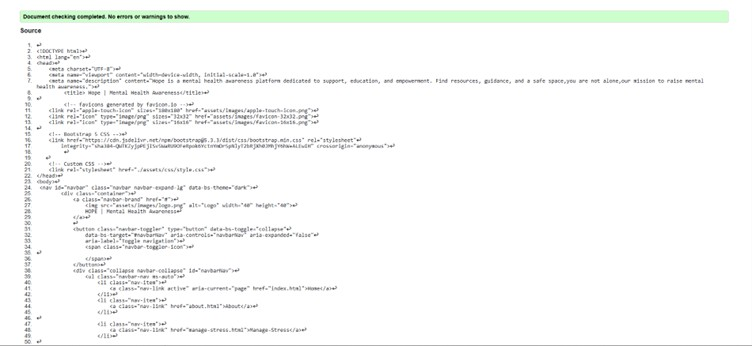 Document checking completed. No errors or warnings to show.
Source
1. ↩
2. <!DOCTYPE html>↩
3. <html lang="en">↩
4. <head>↩
5. <meta charset="UTF-8">↩
6. <meta name="viewport" content="width=device-width, initial-scale=1.0">↩
7. <meta name="description" content="Hope is a mental health awareness platform dedicated to support, education, and empowerment. Find resources, guidance, and a safe space,you are not alone,our mission to raise mental
health awareness.">↩
8. <title> Hope | Mental Health Awareness</title>↩
9. ↩
10. <!-- favicons generated by favicon.io -->↩
11. <link rel="apple-touch-icon" sizes="180x180" href="assets/images/apple-touch-icon.png">↩
12. <link rel="icon" type="image/png" sizes="32x32" href="assets/images/favicon-32x32.png">↩
13. <link rel="icon" type="image/png" sizes="16x16" href="assets/images/favicon-16x16.png">↩
14. ↩
15. <!-- Bootstrap 5 CSS -->↩
16. <link href="https://cdn.jsdelivr.net/npm/bootstrap@5.3.3/dist/css/bootstrap.min.css" rel="stylesheet"
17. crossorigin="anonymous">↩
18. ↩
19. ↩
20. <!-- Custom CSS -->↩
21. <link rel="stylesheet" href="./assets/css/style.css">↩
22. </head>↩
23. <body>↩
24. <nav id="navbar" class="navbar navbar-expand-lg" data-bs-theme="dark">↩
25. <div class="container">↩
26. <a class="navbar-brand" href="#">↩
27. <img src="assets/images/logo.png" alt="Logo" width="40" height="40">↩
28. HOPE | Mental Health Awareness↩
29. </a>↩
30. ↩
31. <button class="navbar-toggler" type="button" data-bs-toggle="collapse"↩
32. data-bs-target="#navbarNav" aria-controls="navbarNav" aria-expanded="false"↩
33. aria-label="Toggle navigation">↩
34. <span class="navbar-toggler-icon">↩
35. ↩
36. </span>↩
37. </button>↩
38. <div class="collapse navbar-collapse" id="navbarNav">↩
39. <ul class="navbar-nav ms-auto">↩
40. <li class="nav-item">↩
41. <a class="nav-link active" aria-current="page" href="index.html">Home</a>↩
42. </li>↩
43. <li class="nav-item">↩
44. <a class="nav-link" href="about.html">About</a>↩
45. </li>↩
46. ↩
47. <li class="nav-item">↩
48. <a class="nav-link" href="manage-stress.html">Manage-Stress</a>↩
49. </li>↩
50. ↩